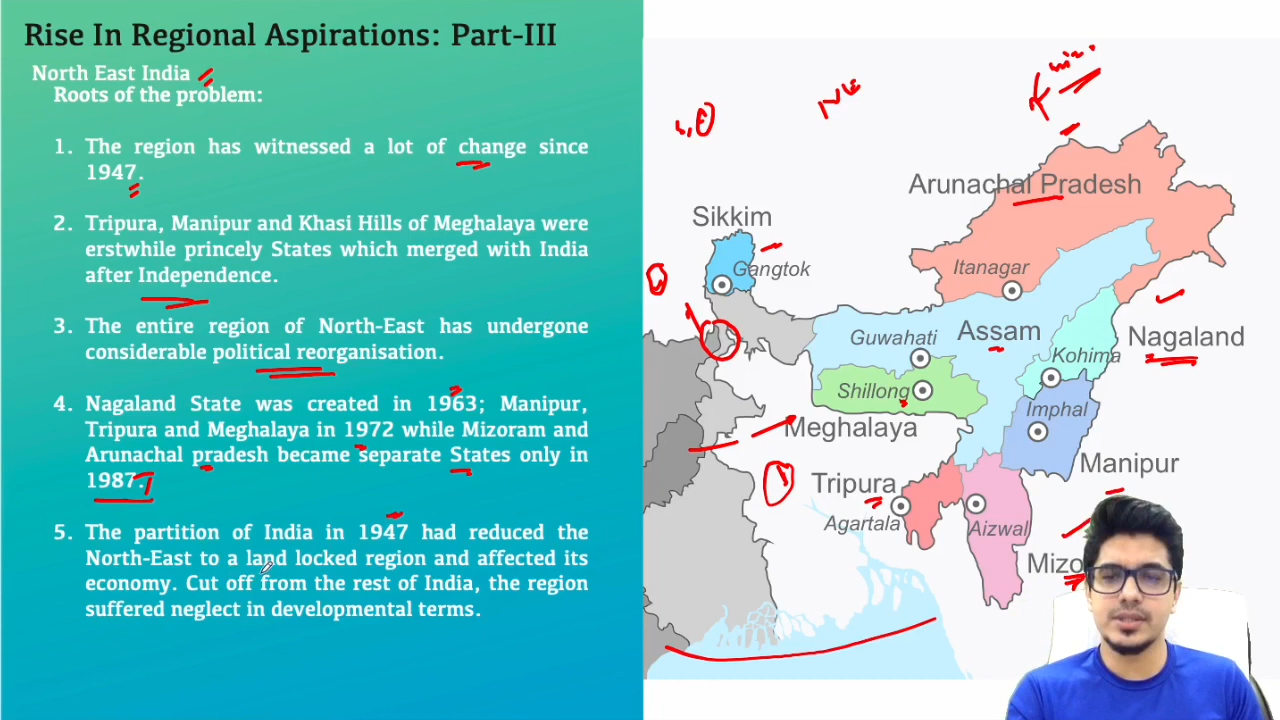 Rise In Regional Aspirations: Part-III
North East India
Roots of the problem:
1. The region has witnessed a lot of change since
1947.
2. Tripura, Manipur and Khasi Hills of Meghalaya were
erstwhile princely States which merged with India
after Independence.
3. The entire region of North-East has undergone
considerable political reorganisation.
4. Nagaland State was created in 1963; Manipur,
Tripura and Meghalaya in 1972 while Mizoram and
Arunachal pradesh became separate States only in
1987.
5. The partition of India in 1947 had reduced the
North-East to a land locked region and affected its
economy. Cut off from the rest of India, the region
suffered neglect in developmental terms.
NE
Arunachal Pradesh
Sikkim
Gangtok
Itanagar
Guwahati
Assam
Nagaland
Kohima
Shillong
Imphal
Meghalaya
Manipur
Tripura
Agartala
Aizwal
Mizo